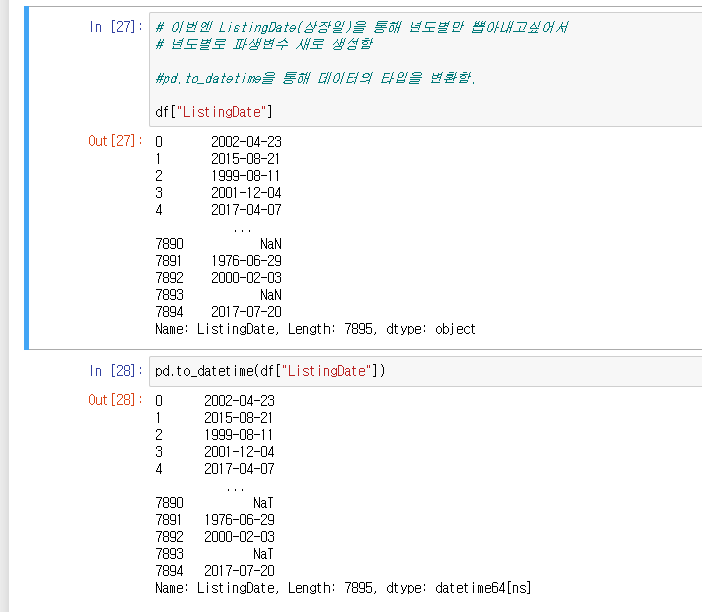 In [27]: # 이번엔 ListingDate(상장일)을 통해 년도별만 뽑아내고싶어서
# 년도별로 파생변수 새로 생성함
#pd.to_datetime을 통해 데이터의 타입을 변환함.
df["ListingDate"]
Out[27]: 0 2002-04-23
1 2015-08-21
2 1999-08-11
3 2001-12-04
4 2017-04-07
...
7890 NaN
7891 1976-06-29
7892 2000-02-03
7893 NaN
7894 2017-07-20
Name: ListingDate, Length: 7895, dtype: object
In [28]: pd.to_datetime(df["ListingDate"])
Out[28]: 0 2002-04-23
1 2015-08-21
2 1999-08-11
3 2001-12-04
4 2017-04-07
...
7890 NaT
7891 1976-06-29
7892 2000-02-03
7893 NaT
7894 2017-07-20
Name: ListingDate, Length: 7895, dtype: datetime64[ns]